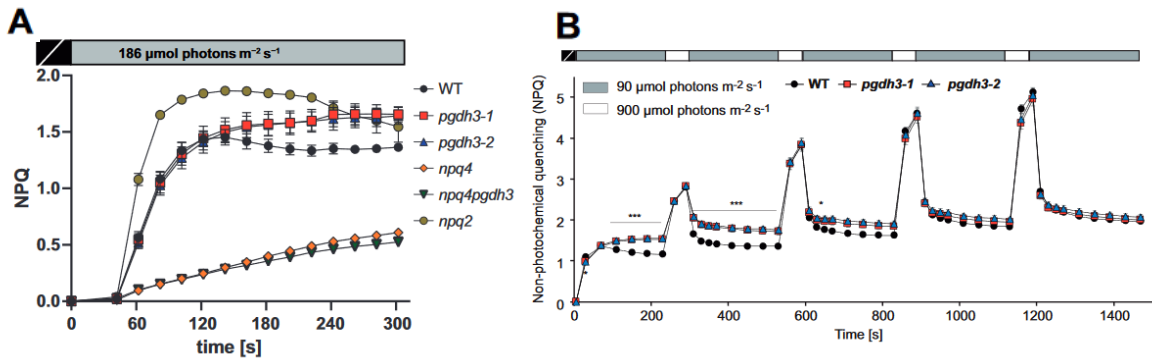 A
186 µmol photons m⁻² s⁻¹
NPQ
2.0
1.5
1.0
0.5
0.0
0 60 120 180 240 300
time [s]
WT
pgdh3-1
pgdh3-2
npq4
npq4pgdh3
npq2
B
90 µmol photons m⁻² s⁻¹
900 µmol photons m⁻² s⁻¹
WT pgdh3-1 pgdh3-2
Non-photochemical quenching (NPQ)
5
4
3
2
1
0
*** *** * *
0 200 400 600 800 1000 1200 1400
Time [s]